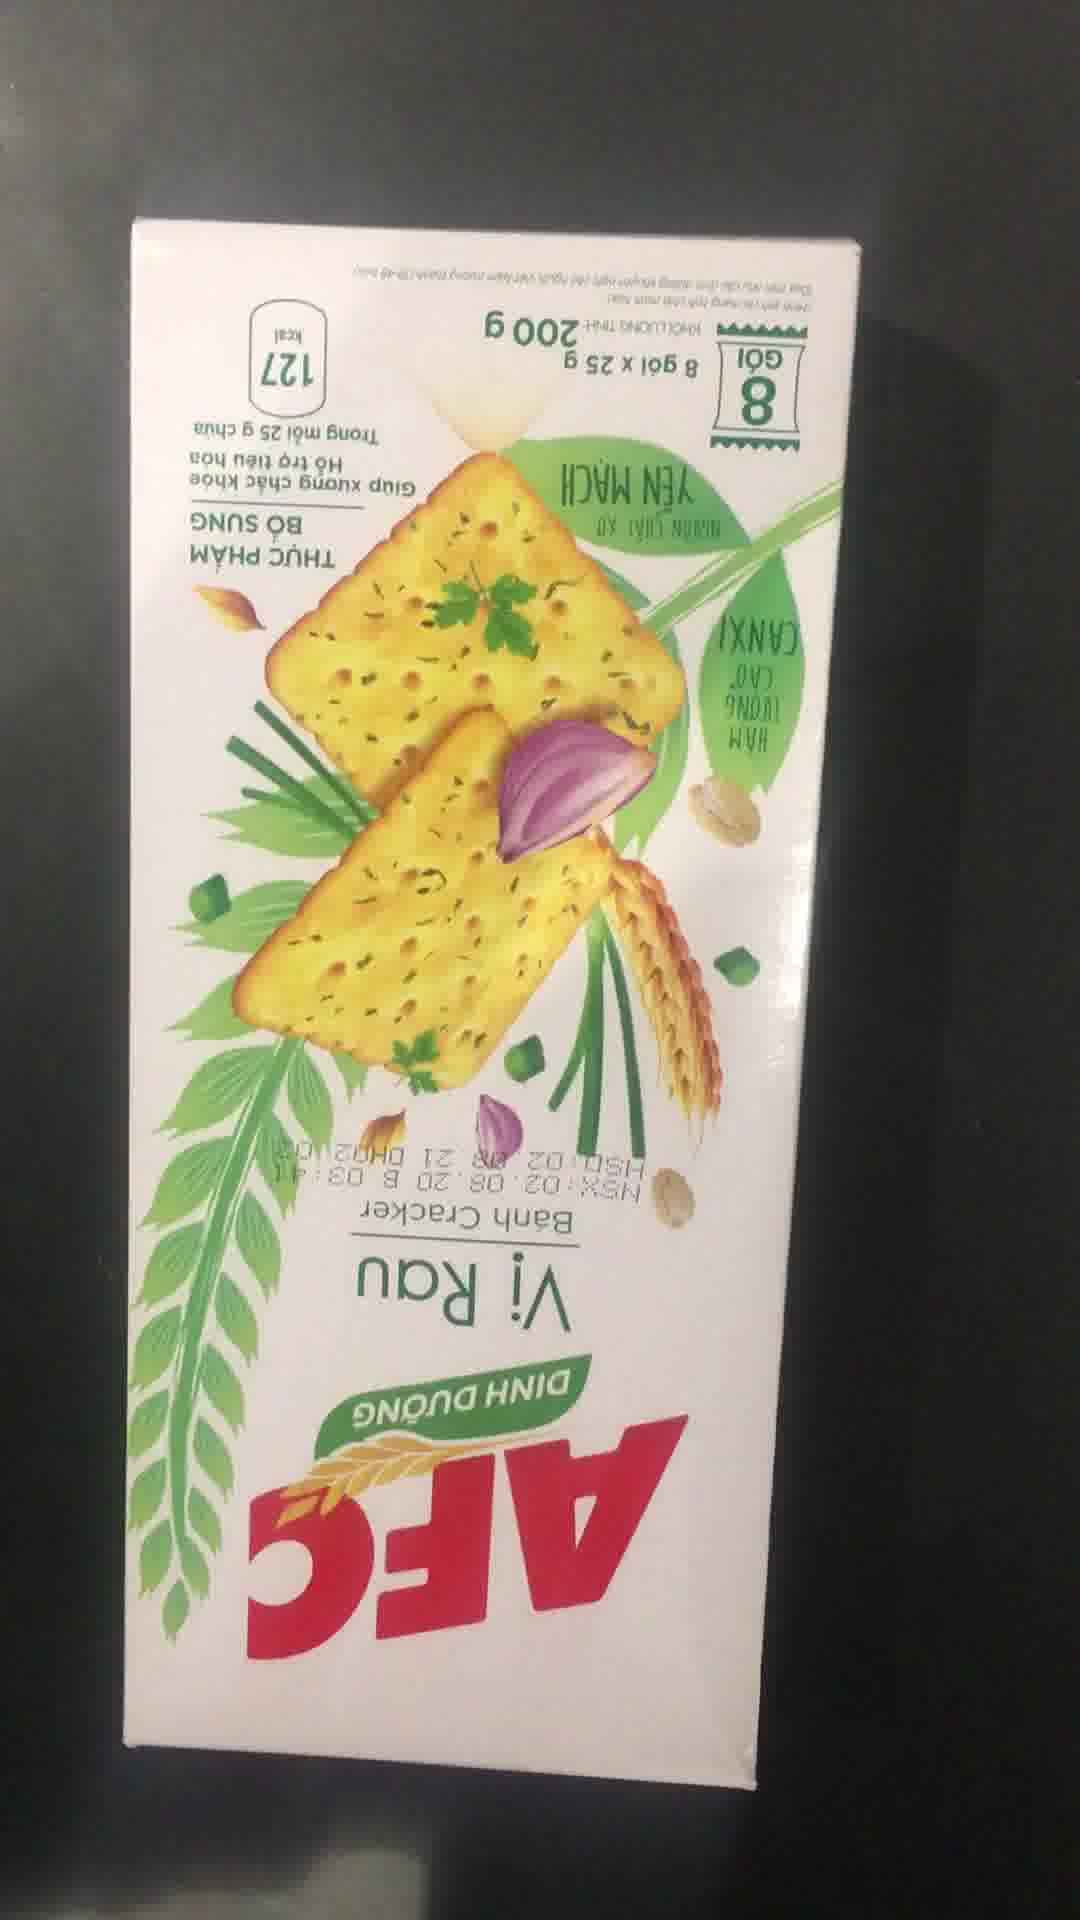 AFC
DINH DƯỠNG
Vị Rau
Bánh Cracker
NSX: 02.08.20 B 03:41
HSD: 02.08.21 DH02 02
HÀM
LƯỢNG
CAO*
CANXI
NGUỒN CHẤT XƠ
YẾN MẠCH
THỰC PHẨM
BỔ SUNG
Giúp xương chắc khỏe
Hỗ trợ tiêu hóa
Trong mỗi 25 g chứa
127
kcal
8
GÓI
8 gói x 25 g
KHỐI LƯỢNG TỊNH: 200 g